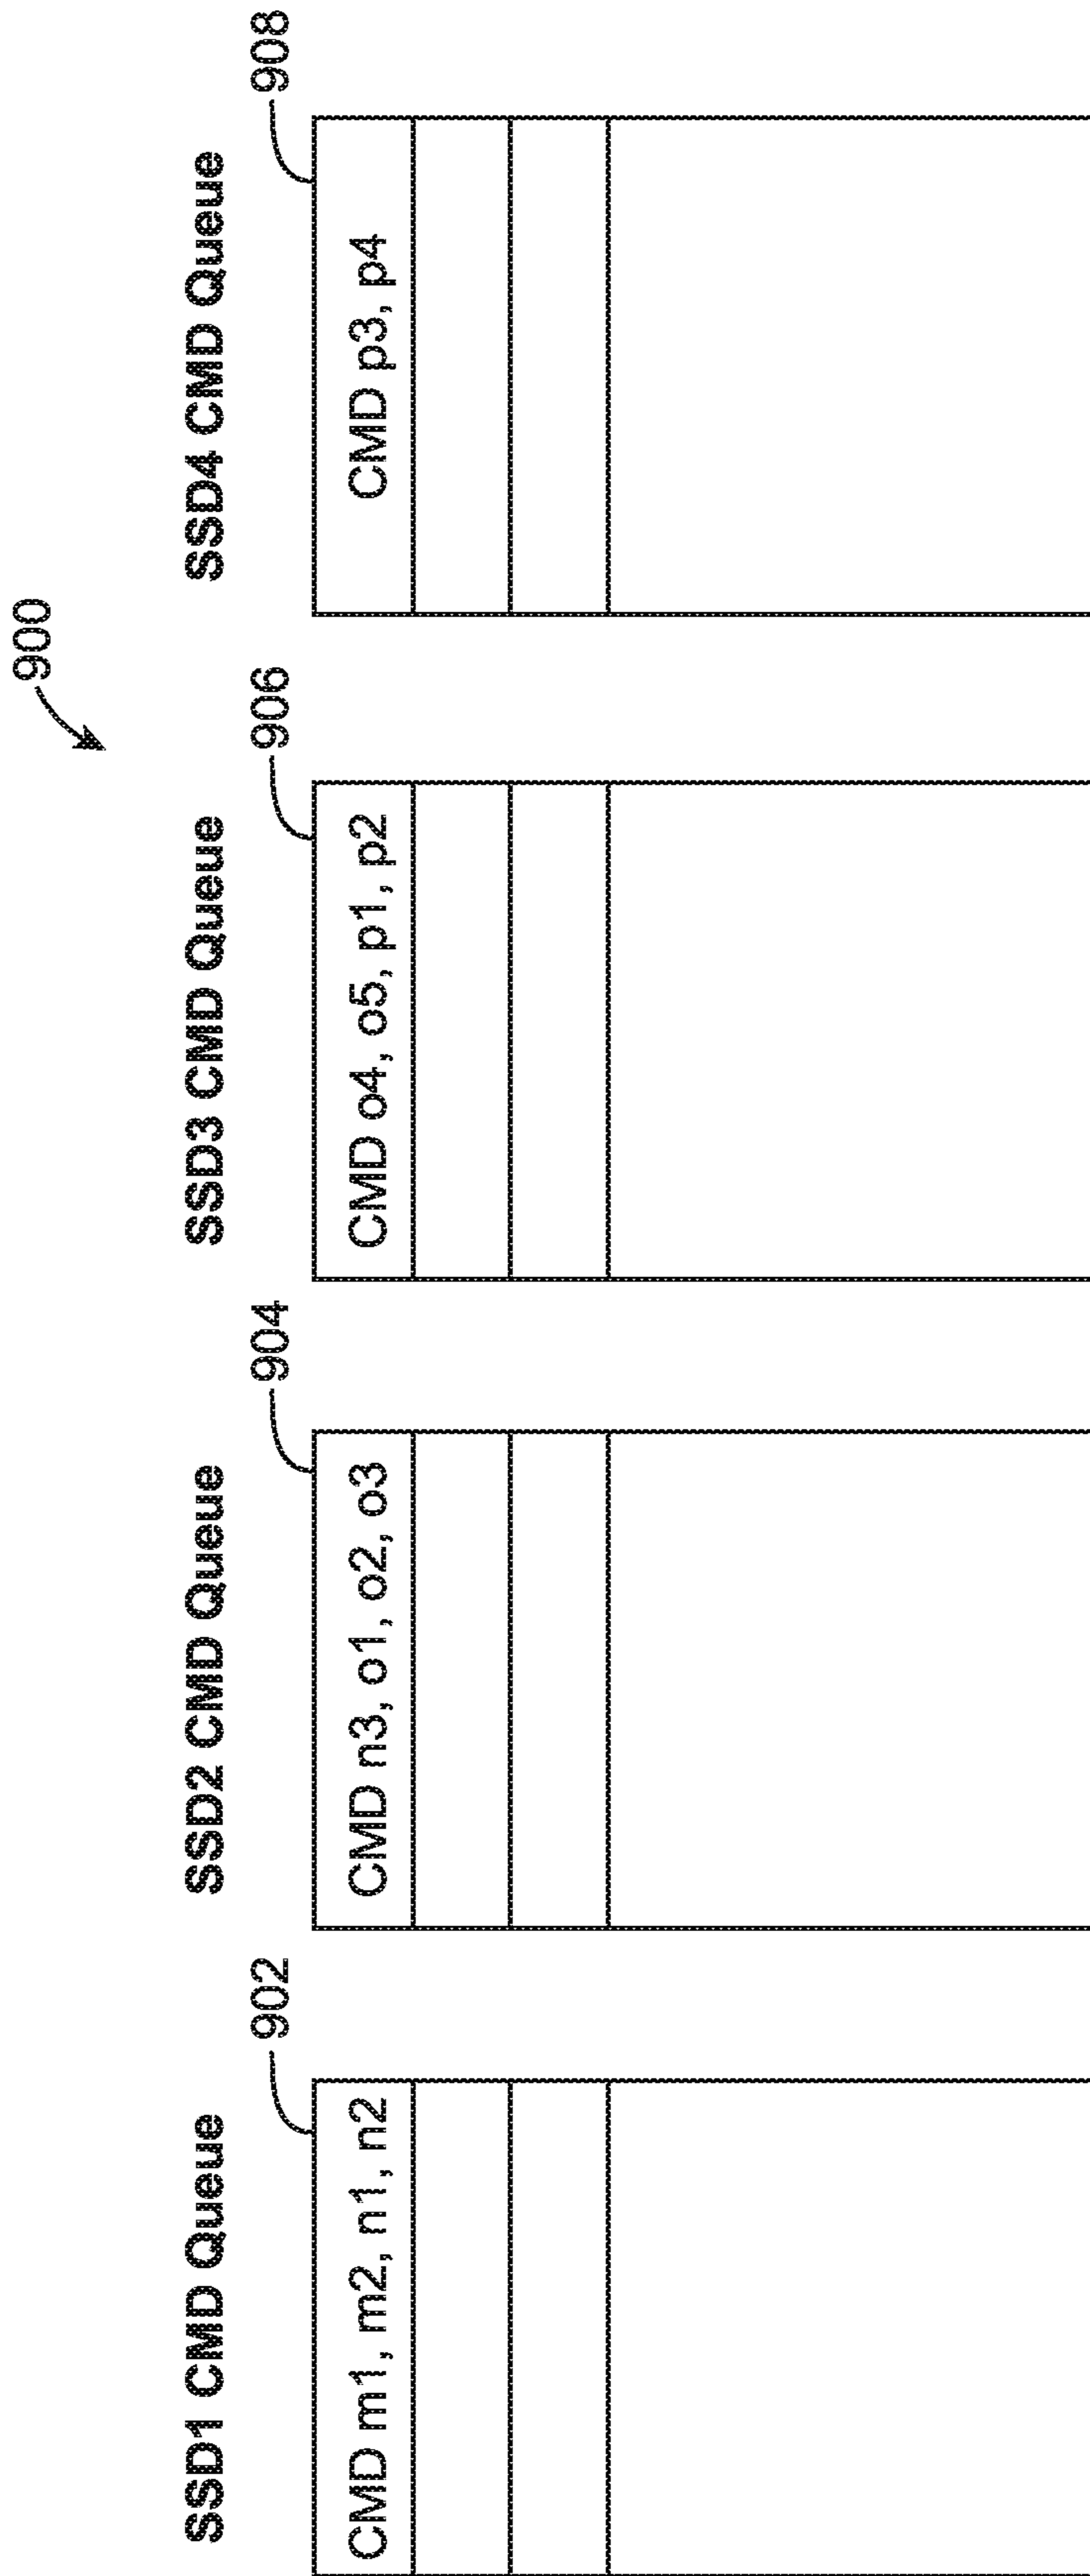 900
SSD1 CMD Queue
902
CMD m1, m2, n1, n2
SSD2 CMD Queue
904
CMD n3, o1, o2, o3
SSD3 CMD Queue
906
CMD o4, o5, p1, p2
SSD4 CMD Queue
908
CMD p3, p4